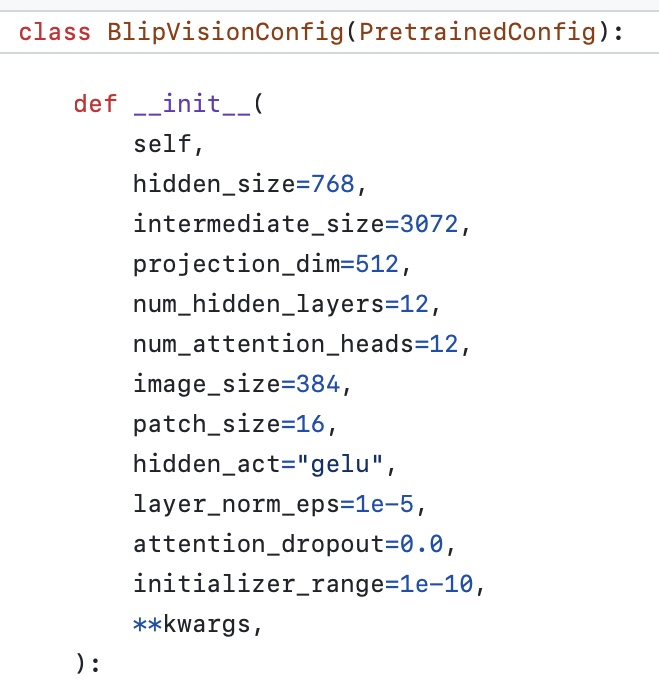 class BlipVisionConfig(PretrainedConfig):
def __init__(
self,
hidden_size=768,
intermediate_size=3072,
projection_dim=512,
num_hidden_layers=12,
num_attention_heads=12,
image_size=384,
patch_size=16,
hidden_act="gelu",
layer_norm_eps=1e-5,
attention_dropout=0.0,
initializer_range=1e-10,
**kwargs,
):